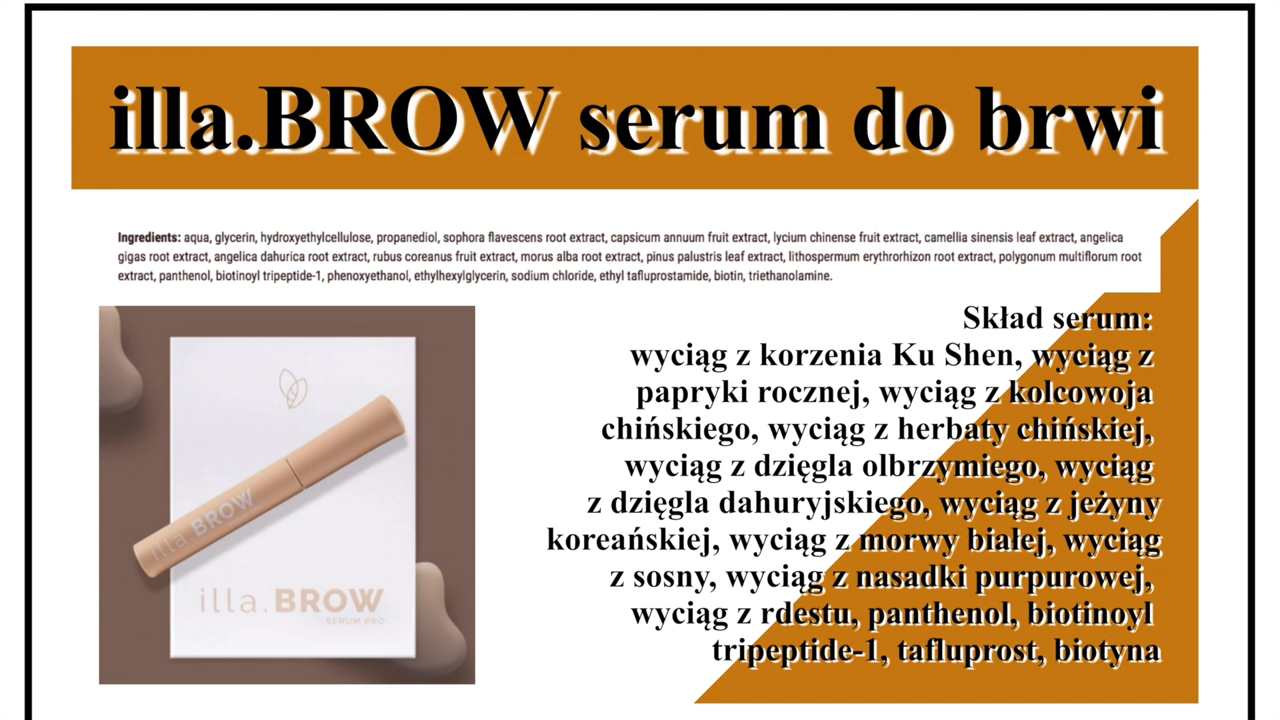 illa.BROW serum do brwi
Ingredients: aqua, glycerin, hydroxyethylcellulose, propanediol, sophora flavescens root extract, capsicum annuum fruit extract, lycium chinense fruit extract, camellia sinensis leaf extract, angelica
gigas root extract, angelica dahurica root extract, rubus coreanus fruit extract, morus alba root extract, pinus palustris leaf extract, lithospermum erythrorhizon root extract, polygonum multiflorum root
extract, panthenol, biotinoyl tripeptide-1, phenoxyethanol, ethylhexylglycerin, sodium chloride, ethyl tafluprostamide, biotin, triethanolamine.
Skład serum:
wyciąg z korzenia Ku Shen, wyciąg z
papryki rocznej, wyciąg z kolcowoja
chińskiego, wyciąg z herbaty chińskiej,
wyciąg z dzięgla olbrzymiego, wyciąg
z dzięgla dahuryjskiego, wyciąg z jeżyny
koreańskiej, wyciąg z morwy białej, wyciąg
z sosny, wyciąg z nasadki purpurowej,
wyciąg z rdestu, panthenol, biotinoyl
tripeptide-1, tafluprost, biotyna
illa.BROW
illa.BROW
SERUM PRO